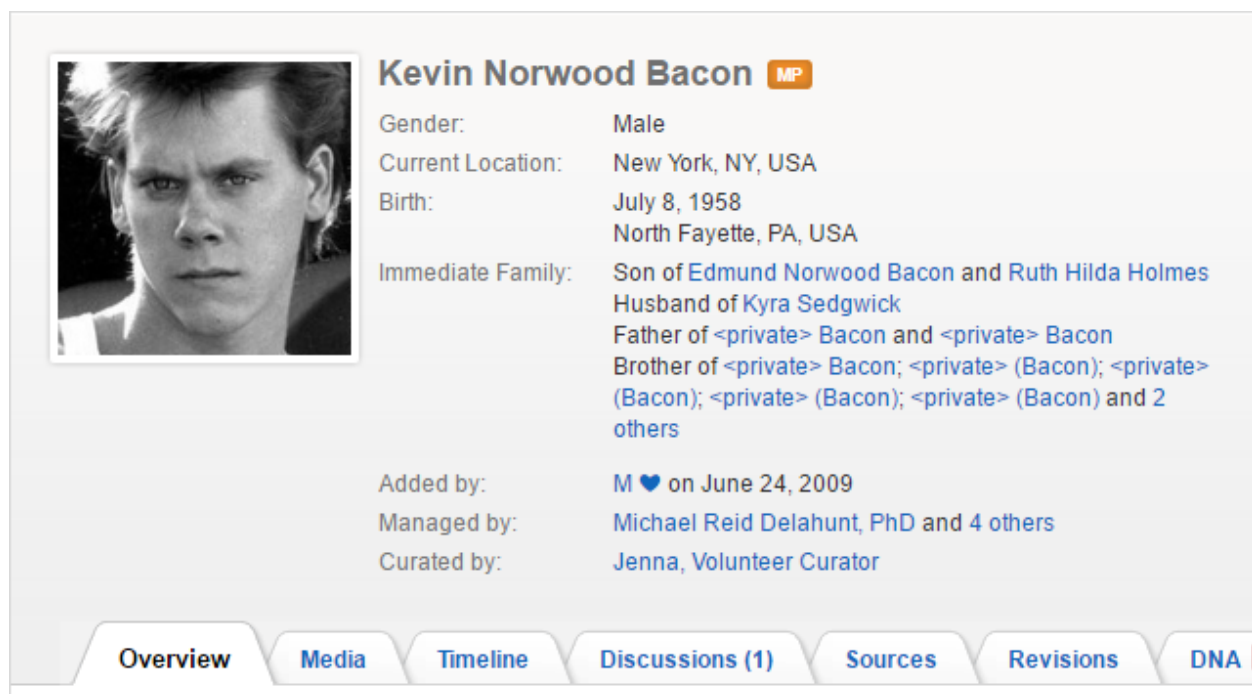 Kevin Norwood Bacon MP
Gender: Male
Current Location: New York, NY, USA
Birth: July 8, 1958
North Fayette, PA, USA
Immediate Family: Son of Edmund Norwood Bacon and Ruth Hilda Holmes
Husband of Kyra Sedgwick
Father of <private> Bacon and <private> Bacon
Brother of <private> Bacon; <private> (Bacon); <private>
(Bacon); <private> (Bacon); <private> (Bacon) and 2
others
Added by: M ♥ on June 24, 2009
Managed by: Michael Reid Delahunt, PhD and 4 others
Curated by: Jenna, Volunteer Curator
Overview Media Timeline Discussions (1) Sources Revisions DNA